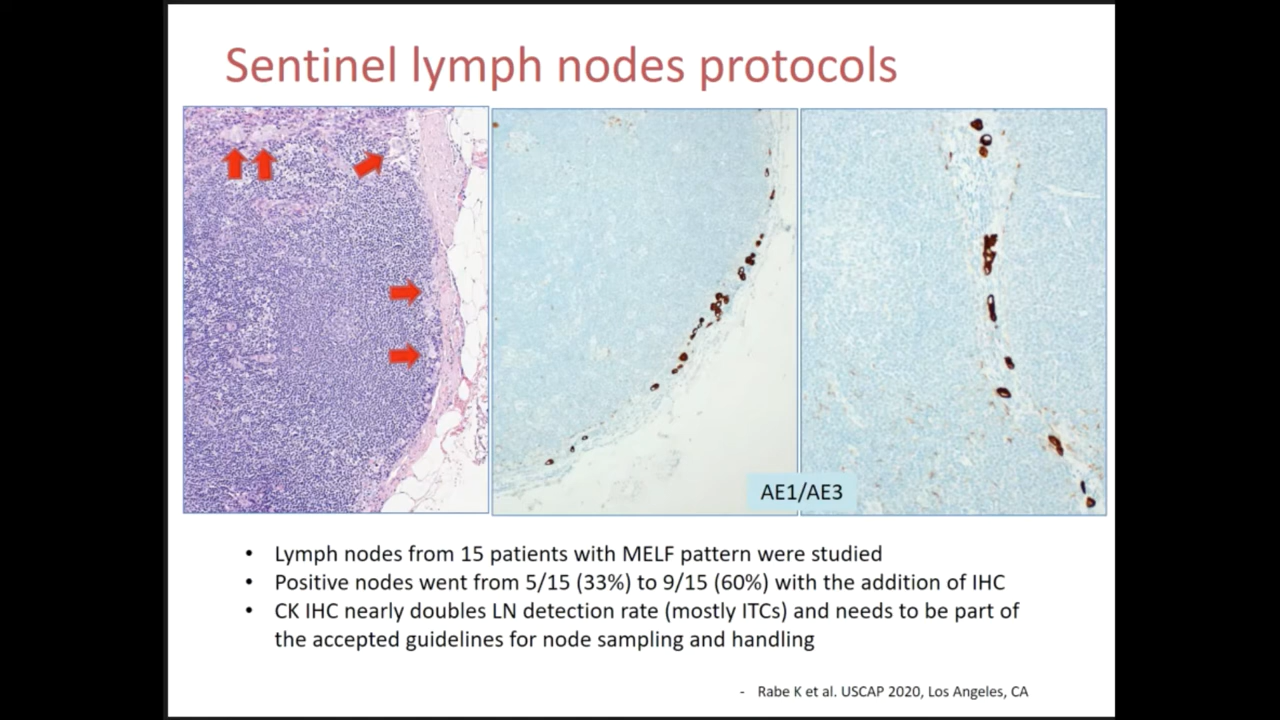 Sentinel lymph nodes protocols
AE1/AE3
• Lymph nodes from 15 patients with MELF pattern were studied
• Positive nodes went from 5/15 (33%) to 9/15 (60%) with the addition of IHC
• CK IHC nearly doubles LN detection rate (mostly ITCs) and needs to be part of
the accepted guidelines for node sampling and handling
- Rabe K et al. USCAP 2020, Los Angeles, CA